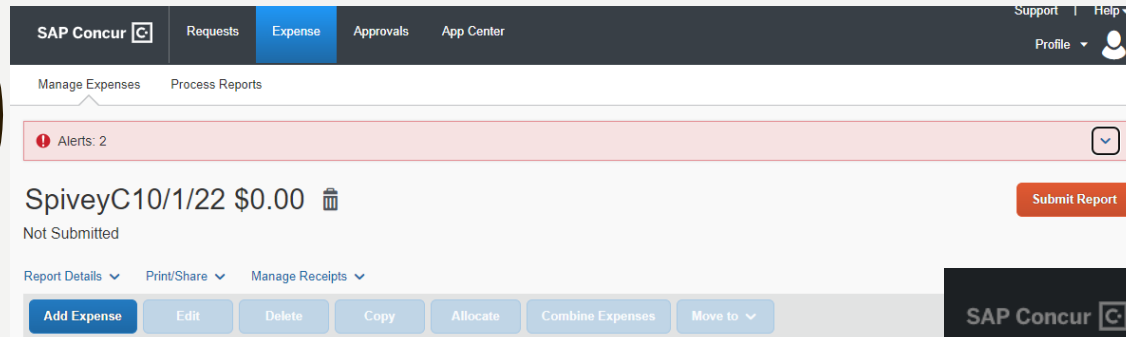 Support | Help
SAP Concur C Requests Expense Approvals App Center
Profile
Manage Expenses Process Reports
Alerts: 2
SpiveyC10/1/22 $0.00
Submit Report
Not Submitted
Report Details Print/Share Manage Receipts
Add Expense Edit Delete Copy Allocate Combine Expenses Move to
SAP Concur C